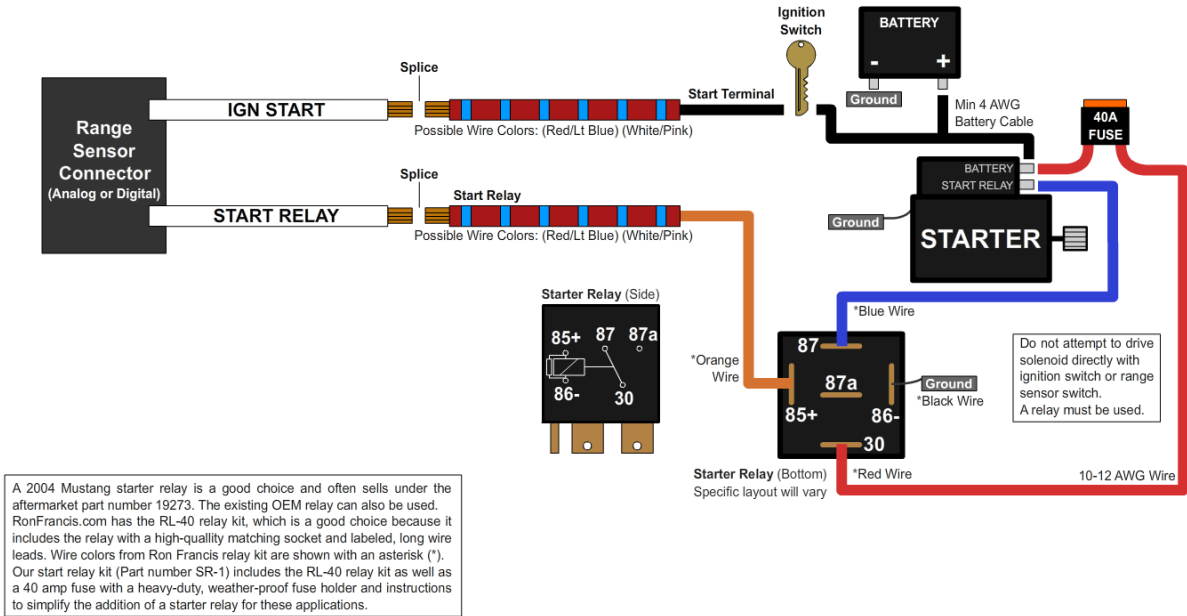 Ignition
Switch
BATTERY
- +
Ground
Splice
IGN START
Start Terminal
Possible Wire Colors: (Red/Lt Blue) (White/Pink)
Min 4 AWG
Battery Cable
40A
FUSE
Range
Sensor
Connector
(Analog or Digital)
BATTERY
START RELAY
Ground
STARTER
Splice
START RELAY
Start Relay
Possible Wire Colors: (Red/Lt Blue) (White/Pink)
Starter Relay (Side)
85+ 87 87a
86- 30
*Orange
Wire
*Blue Wire
87
87a
85+ 86-
30
Ground
*Black Wire
Do not attempt to drive
solenoid directly with
ignition switch or range
sensor switch.
A relay must be used.
Starter Relay (Bottom)
Specific layout will vary
*Red Wire
10-12 AWG Wire
A 2004 Mustang starter relay is a good choice and often sells under the
aftermarket part number 19273. The existing OEM relay can also be used.
RonFrancis.com has the RL-40 relay kit, which is a good choice because it
includes the relay with a high-quallity matching socket and labeled, long wire
leads. Wire colors from Ron Francis relay kit are shown with an asterisk (*).
Our start relay kit (Part number SR-1) includes the RL-40 relay kit as well as
a 40 amp fuse with a heavy-duty, weather-proof fuse holder and instructions
to simplify the addition of a starter relay for these applications.